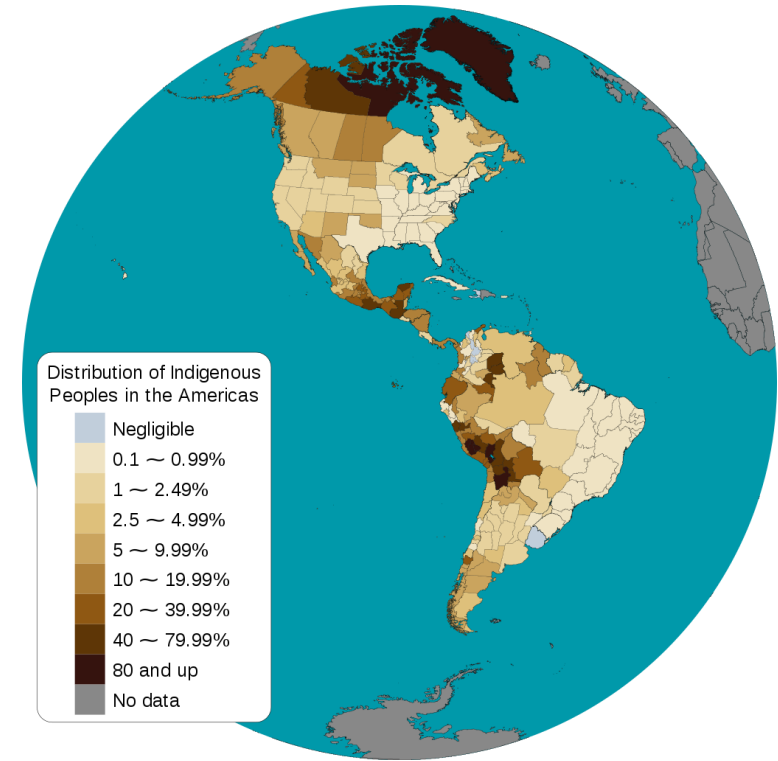 Distribution of Indigenous
Peoples in the Americas
Negligible
0.1 ∼ 0.99%
1 ∼ 2.49%
2.5 ∼ 4.99%
5 ∼ 9.99%
10 ∼ 19.99%
20 ∼ 39.99%
40 ∼ 79.99%
80 and up
No data